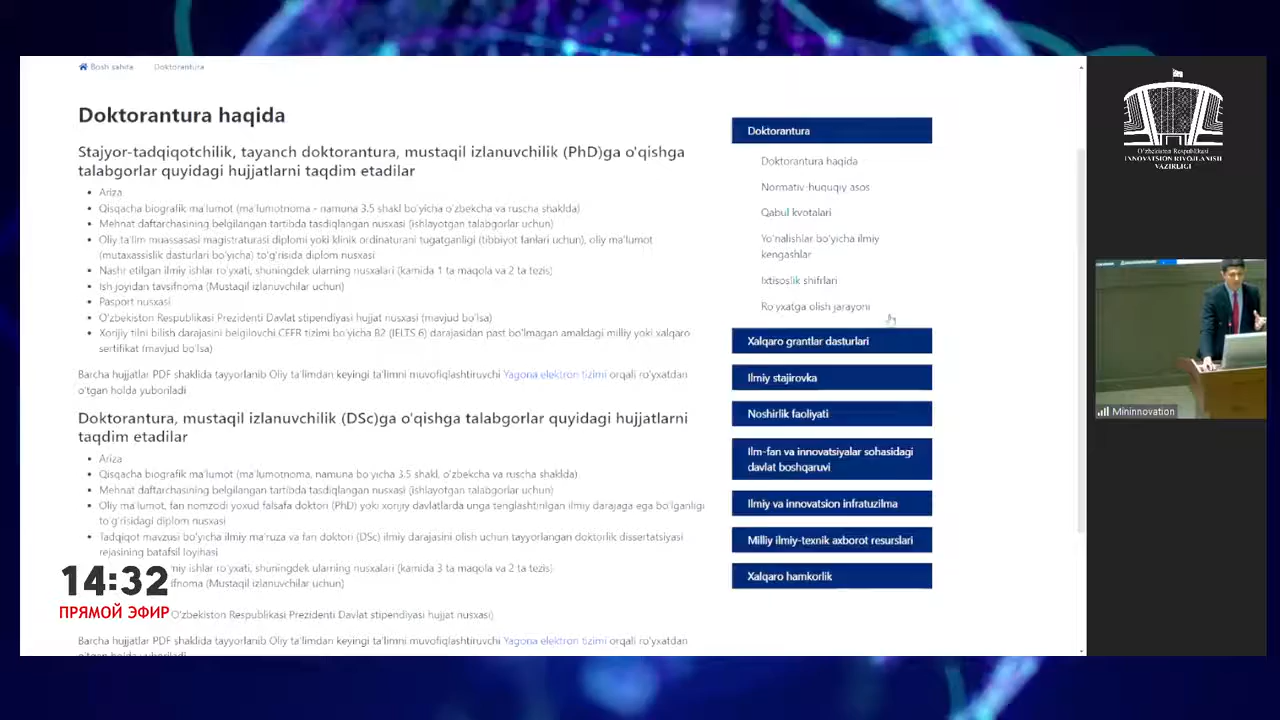 Bosh sahifa Doktorantura
Doktorantura haqida
Stajyor-tadqiqotchilik, tayanch doktorantura, mustaqil izlanuvchilik (PhD)ga o'qishga
talabgorlar quyidagi hujjatlarni taqdim etadilar
Ariza
Qisqacha biografik ma'lumot (ma'lumotnoma - namuna 3.5 shakl bo'yicha o'zbekcha va ruscha shaklda)
Mehnat daftarchasining belgilangan tartibda tasdiqlangan nusxasi (ishlayotgan talabgorlar uchun)
Oliy ta'lim muassasasi magistraturasi diplomi yoki klinik ordinaturani tugatganligi (tibbiyot fanlari uchun), oliy ma'lumot
(mutaxassislik dasturlari bo'yicha) to'g'risida diplom nusxasi
Nashr etilgan ilmiy ishlar ro'yxati, shuningdek ularning nusxalari (kamida 1 ta maqola va 2 ta tezis)
Ish joyidan tavsifnoma (Mustaqil izlanuvchilar uchun)
Pasport nusxasi
O'zbekiston Respublikasi Prezidenti Davlat stipendiyasi hujjat nusxasi (mavjud bo'lsa)
Xorijiy tilni bilish darajasini belgilovchi CEFR tizimi bo'yicha B2 (IELTS 6) darajasidan past bo'lmagan amaldagi milliy yoki xalqaro
sertifikat (mavjud bo'lsa)
Barcha hujjatlar PDF shaklida tayyorlanib Oliy ta'limdan keyingi ta'limni muvofiqlashtiruvchi Yagona elektron tizimi orqali ro'yxatdan
o'tgan holda yuboriladi
Doktorantura, mustaqil izlanuvchilik (DSc)ga o'qishga talabgorlar quyidagi hujjatlarni
taqdim etadilar
Ariza
Qisqacha biografik ma'lumot (ma'lumotnoma, namuna bo'yicha 3.5 shakl, o'zbekcha va ruscha shaklda)
Mehnat daftarchasining belgilangan tartibda tasdiqlangan nusxasi (ishlayotgan talabgorlar uchun)
Oliy ma'lumot, fan nomzodi yoxud falsafa doktori (PhD) yoki xorijiy davlatlarda unga tenglashtirilgan ilmiy darajaga ega bo'lganligi
to'g'risidagi diplom nusxasi
Tadqiqot mavzusi bo'yicha ilmiy ma'ruza va fan doktori (DSc) ilmiy darajasini olish uchun tayyorlangan doktorlik dissertatsiyasi
rejasining batafsil loyihasi
miy ishlar ro'yxati, shuningdek ularning nusxalari (kamida 3 ta maqola va 2 ta tezis)
sifnoma (Mustaqil izlanuvchilar uchun)
O'zbekiston Respublikasi Prezidenti Davlat stipendiyasi hujjat nusxasi)
Barcha hujjatlar PDF shaklida tayyorlanib Oliy ta'limdan keyingi ta'limni muvofiqlashtiruvchi Yagona elektron tizimi orqali ro'yxatdan
o'tgan holda yuboriladi
14:32
ПРЯМОЙ ЭФИР
Doktorantura
Doktorantura haqida
Normativ-huquqiy asos
Qabul kvotalari
Yo'nalishlar bo'yicha ilmiy
kengashlar
Ixtisoslik shifrlari
Ro'yxatga olish jarayoni
Xalqaro grantlar dasturlari
Ilmiy stajirovka
Noshirlik faoliyati
Ilm-fan va innovatsiyalar sohasidagi
davlat boshqaruvi
Ilmiy va innovatsion infratuzilma
Milliy ilmiy-texnik axborot resurslari
Xalqaro hamkorlik
O'zbekiston Respublikasi
INNOVATSION RIVOJLANISH
VAZIRLIGI
Mininnovation